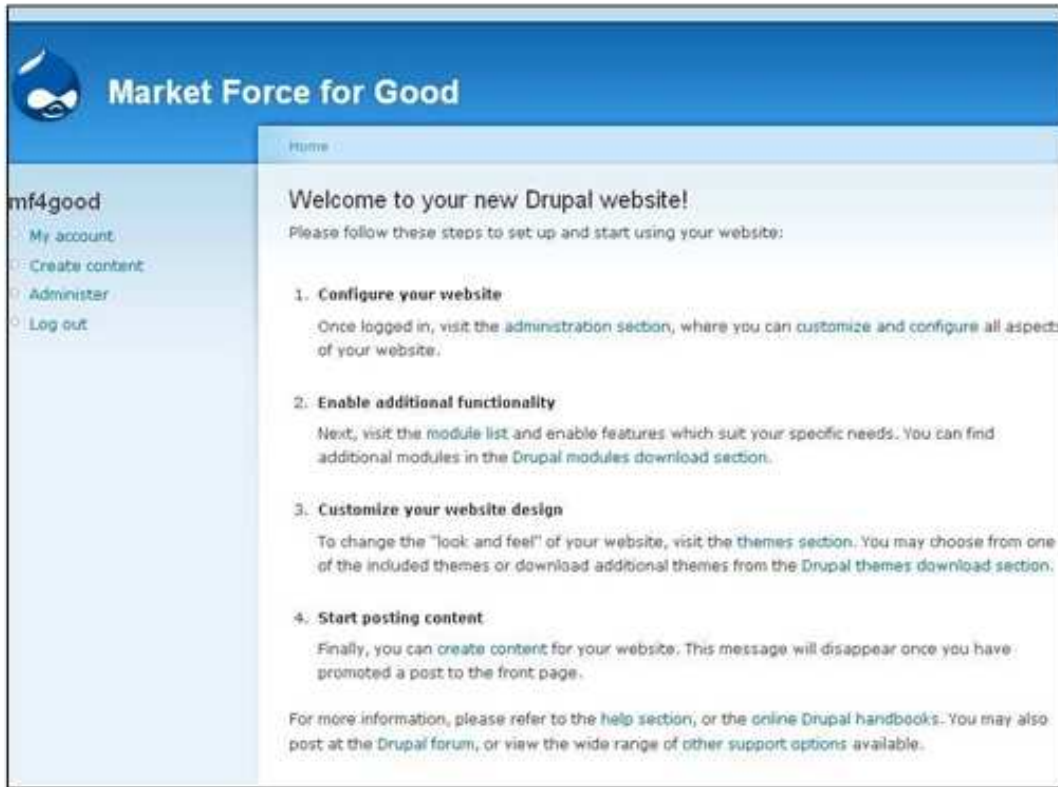 Market Force for Good
Home
mf4good
My account
Create content
Administer
Log out
Welcome to your new Drupal website!
Please follow these steps to set up and start using your website:
1. Configure your website
Once logged in, visit the administration section, where you can customize and configure all aspects
of your website.
2. Enable additional functionality
Next, visit the module list and enable features which suit your specific needs. You can find
additional modules in the Drupal modules download section.
3. Customize your website design
To change the "look and feel" of your website, visit the themes section. You may choose from one
of the included themes or download additional themes from the Drupal themes download section.
4. Start posting content
Finally, you can create content for your website. This message will disappear once you have
promoted a post to the front page.
For more information, please refer to the help section, or the online Drupal handbooks. You may also
post at the Drupal forum, or view the wide range of other support options available.